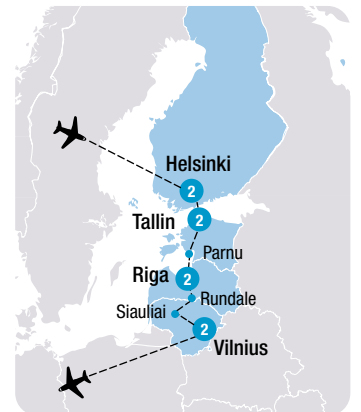 Helsinki
2
Tallin
2
Parnu
Riga
2
Rundale
Siauliai
2
Vilnius